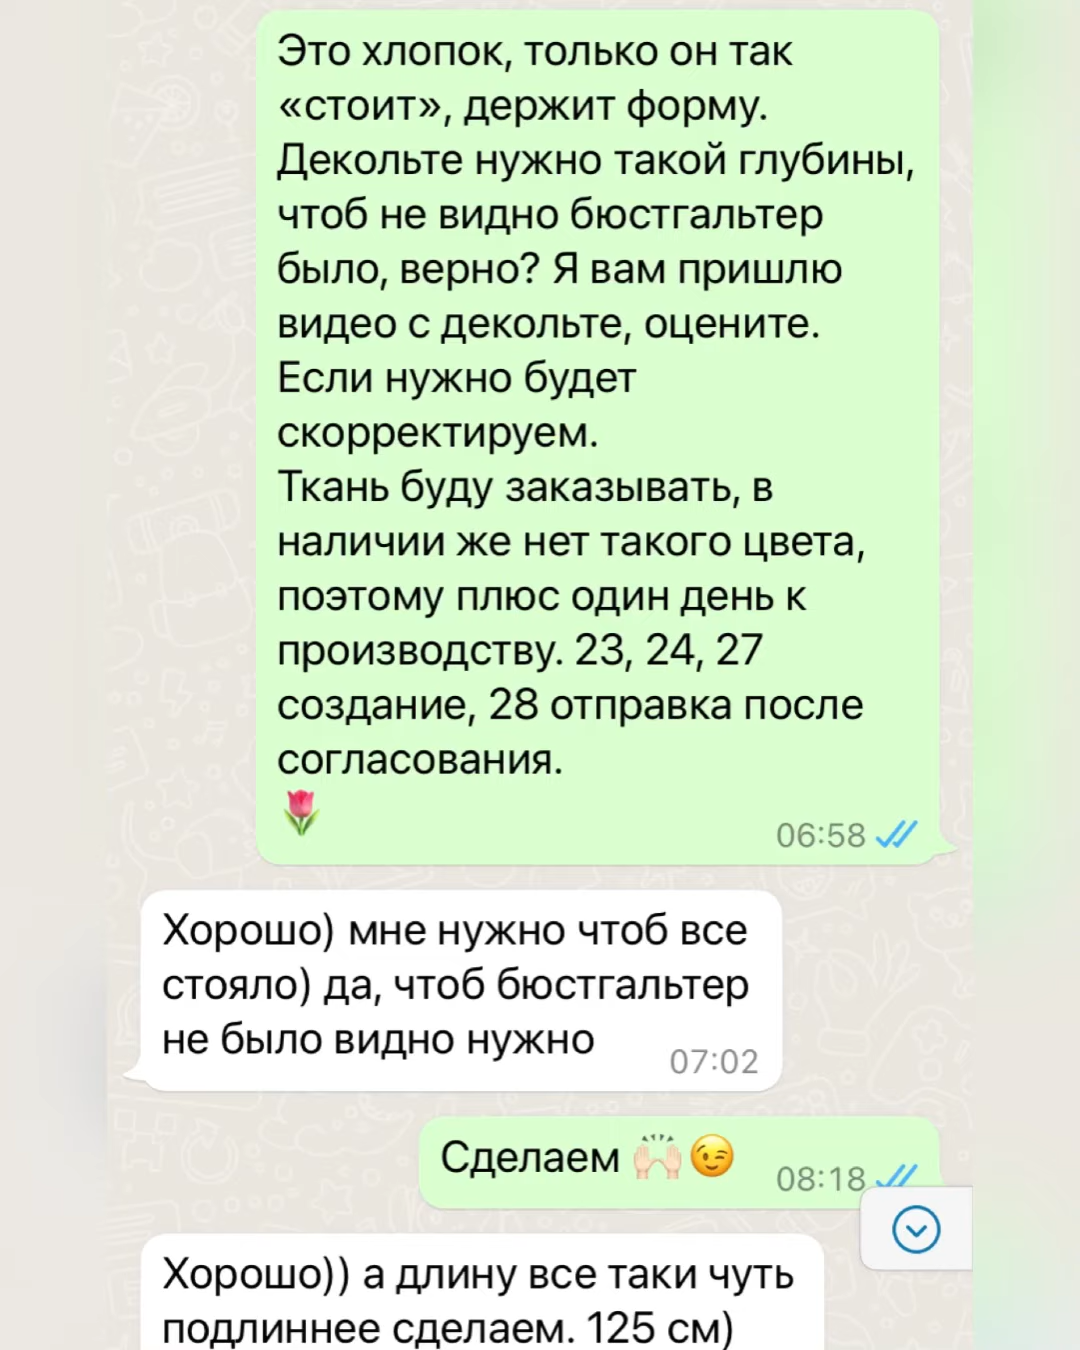 Это хлопок, только он так
«стоит», держит форму.
Декольте нужно такой глубины,
чтоб не видно бюстгальтер
было, верно? Я вам пришлю
видео с декольте, оцените.
Если нужно будет
скорректируем.
Ткань буду заказывать, в
наличии же нет такого цвета,
поэтому плюс один день к
производству. 23, 24, 27
создание, 28 отправка после
согласования.
🌷
06:58
Хорошо) мне нужно чтоб все
стояло) да, чтоб бюстгальтер
не было видно нужно
07:02
Сделаем 🙌🏻😉
08:18
Хорошо)) а длину все таки чуть
подлиннее сделаем. 125 см)